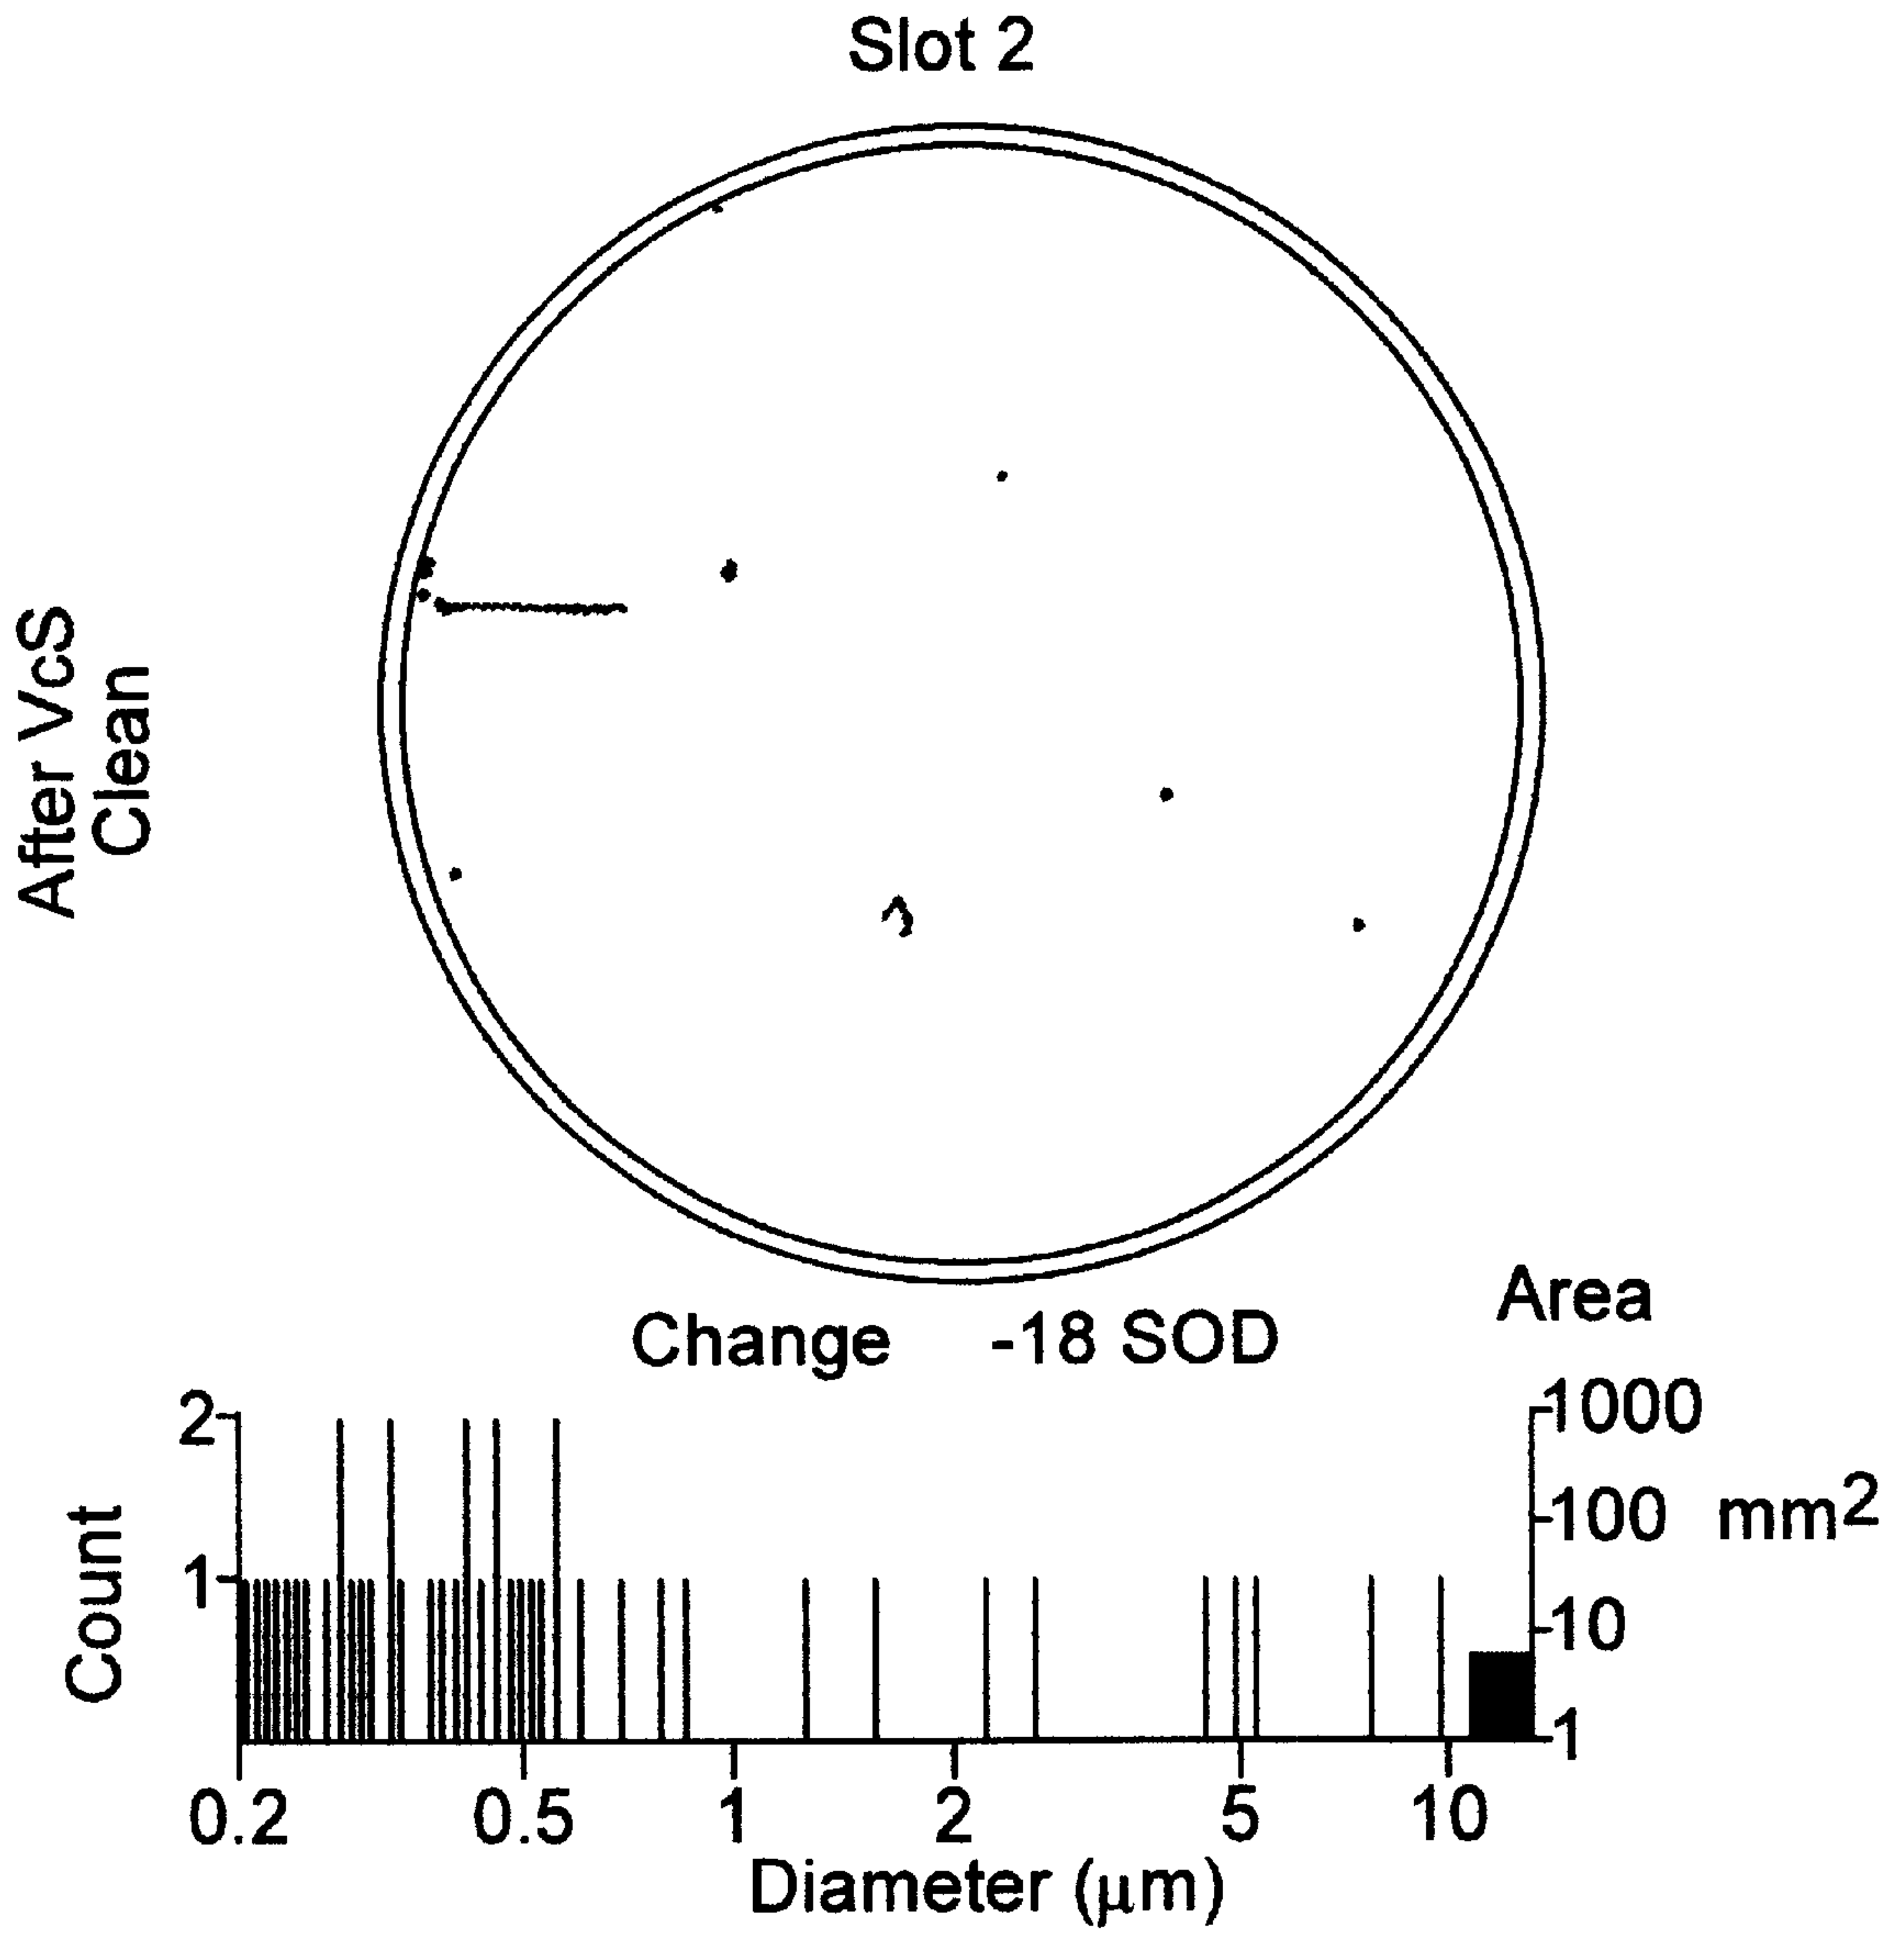 Slot 2
After VcS
Clean
Change -18 SOD
Area
2
1
Count
1000
100
10
1
mm2
0.2 0.5 1 2 5 10
Diameter (μm)